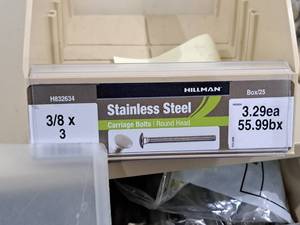 HILLMAN
H832634
Box/25
Stainless Steel
Carriage Bolts | Round Head
3/8 x
3
3.29ea
55.99bx